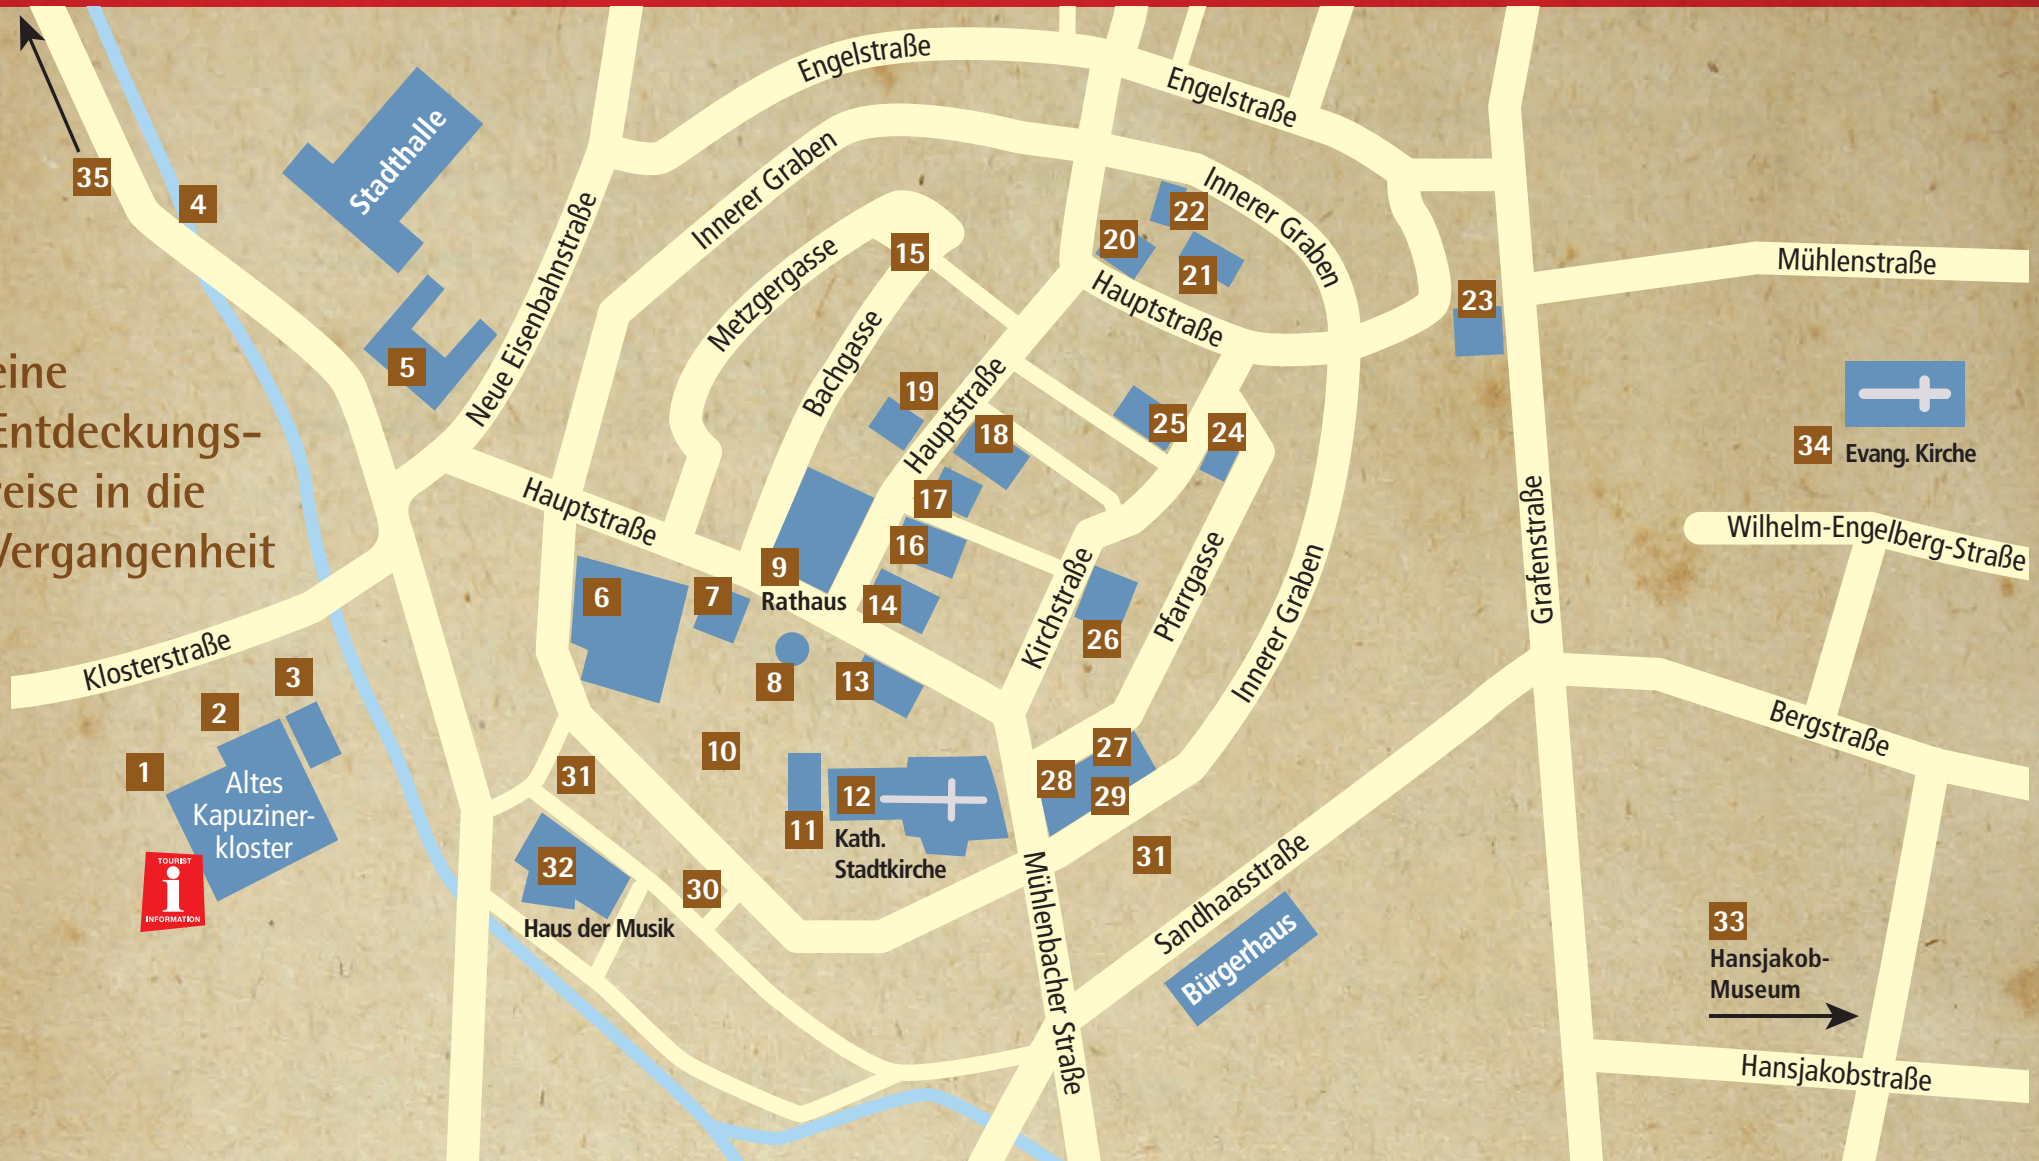 Engelstraße
Engelstraße
Stadthalle
Innerer Graben
Innerer Graben
35
4
22
20
21
15
Neue Eisenbahnstraße
Metzgergasse
Hauptstraße
Mühlenstraße
23
5
Bachgasse
19
Hauptstraße
18
25
24
eine
Entdeckungs-
reise in die
Vergangenheit
34
Evang. Kirche
Hauptstraße
17
16
Wilhelm-Engelberg-Straße
Grafenstraße
9
Rathaus
6
7
14
Kirchstraße
26
Pfarrgasse
Innerer Graben
Klosterstraße
3
2
1
8
13
10
Bergstraße
Altes
Kapuziner-
kloster
TOURIST
i
INFORMATION
31
27
28
29
12
11
Kath.
Stadtkirche
31
32
30
Haus der Musik
Mühlenbacher Straße
Sandhaasstraße
Bürgerhaus
33
Hansjakob-
Museum
Hansjakobstraße